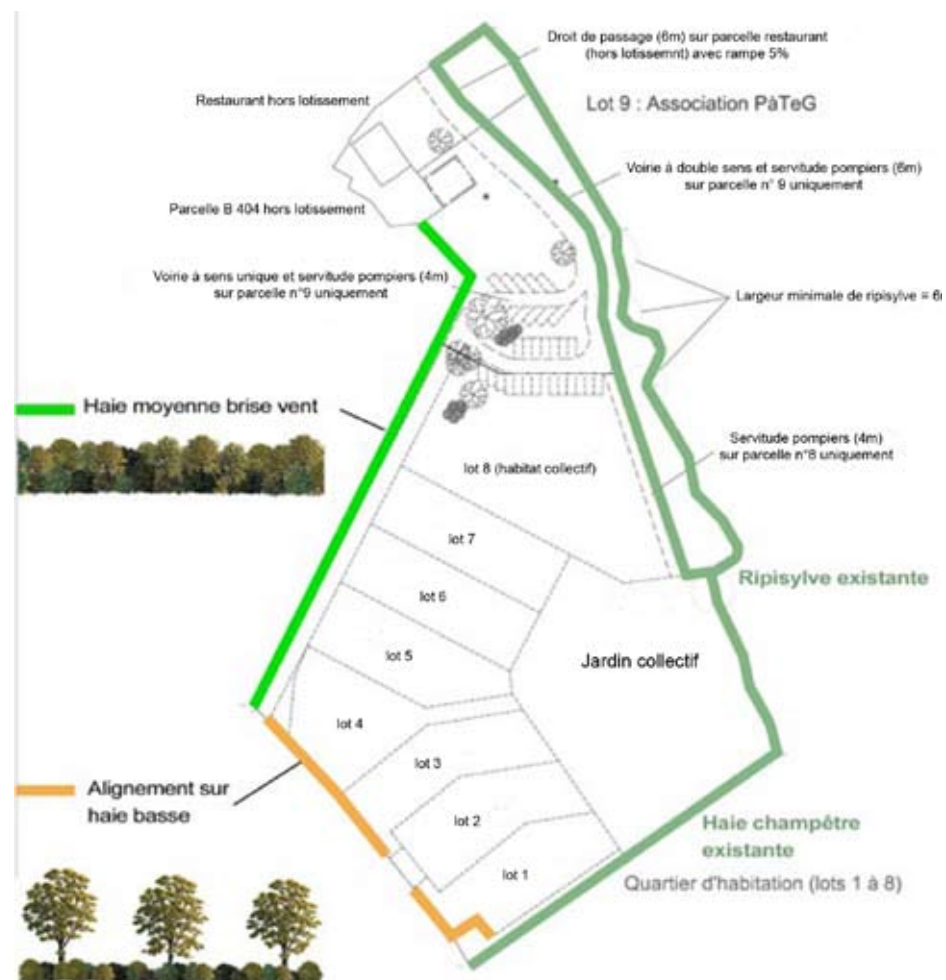 Droit de passage (6m) sur parcelle restaurant
(hors lotissemnt) avec rampe 5%
Restaurant hors lotissement
Lot 9 : Association PàTeG
Voirie à double sens et servitude pompiers (6m)
sur parcelle n° 9 uniquement
Parcelle B 404 hors lotissement
Voirie à sens unique et servitude pompiers (4m)
sur parcelle n°9 uniquement
Largeur minimale de ripisylve = 6
Haie moyenne brise vent
Servitude pompiers (4m)
sur parcelle n°8 uniquement
lot 8 (habitat collectif)
lot 7
Ripisylve existante
lot 6
lot 5
Jardin collectif
lot 4
lot 3
Alignement sur
haie basse
lot 2
Haie champêtre
existante
lot 1
Quartier d'habitation (lots 1 à 8)